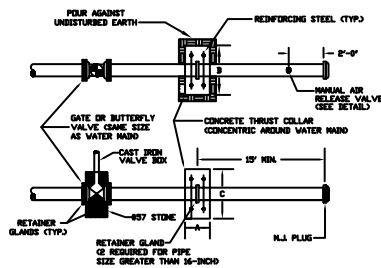 POUR AGAINST
UNDISTURBED EARTH
REINFORCING STEEL (TYP.)
2'-0"
B
MANUAL AIR
RELEASE VALVE
(SEE DETAIL)
GATE OR BUTTERFLY
VALVE (SAME SIZE
AS WATER MAIN)
CONCRETE THRUST COLLAR
(CONCENTRIC AROUND WATER MAIN)
CAST IRON
VALVE BOX
15' MIN.
C
RETAINER
GLANDS (TYP.)
#57 STONE
A
RETAINER GLAND
(2 REQUIRED FOR PIPE
SIZE GREATER THAN 16-INCH)
M.J. PLUG